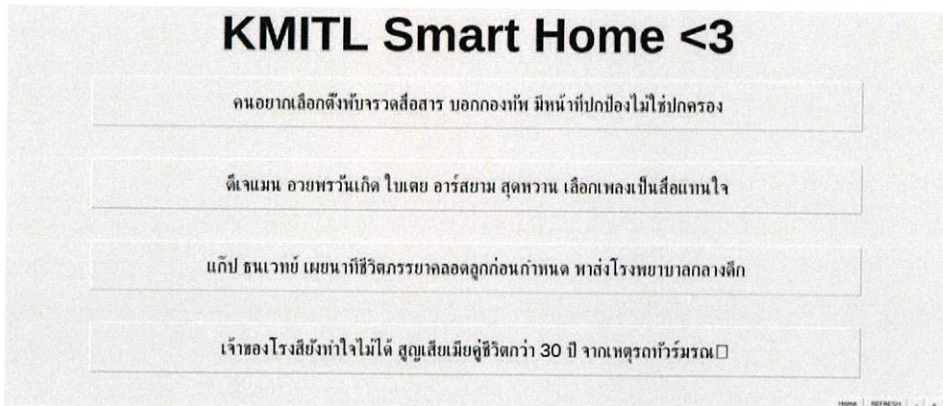 KMITL Smart Home <3
คนอยากเลือกตั้งพับจรวดสื่อสาร บอกกองทัพ มีหน้าที่ปกป้องไม่ใช่ปกครอง
ดีเจแมน อวยพรวันเกิด ใบเตย อาร์สยาม สุดหวาน เลือกเพลงเป็นสื่อแทนใจ
แก๊ป ธนเวทย์ เผยนาทีชีวิตภรรยาคลอดลูกก่อนกำหนด พาส่งโรงพยาบาลกลางดึก
เจ้าของโรงสียังทำใจไม่ได้ สูญเสียเมียคู่ชีวิตกว่า 30 ปี จากเหตุรถทัวร์มรณ□
Home REFRESH